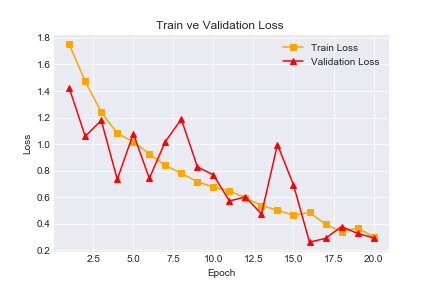 Train ve Validation Loss
Train Loss
Validation Loss
1.8
1.6
1.4
1.2
1.0
0.8
0.6
0.4
0.2
Loss
2.5 5.0 7.5 10.0 12.5 15.0 17.5 20.0
Epoch